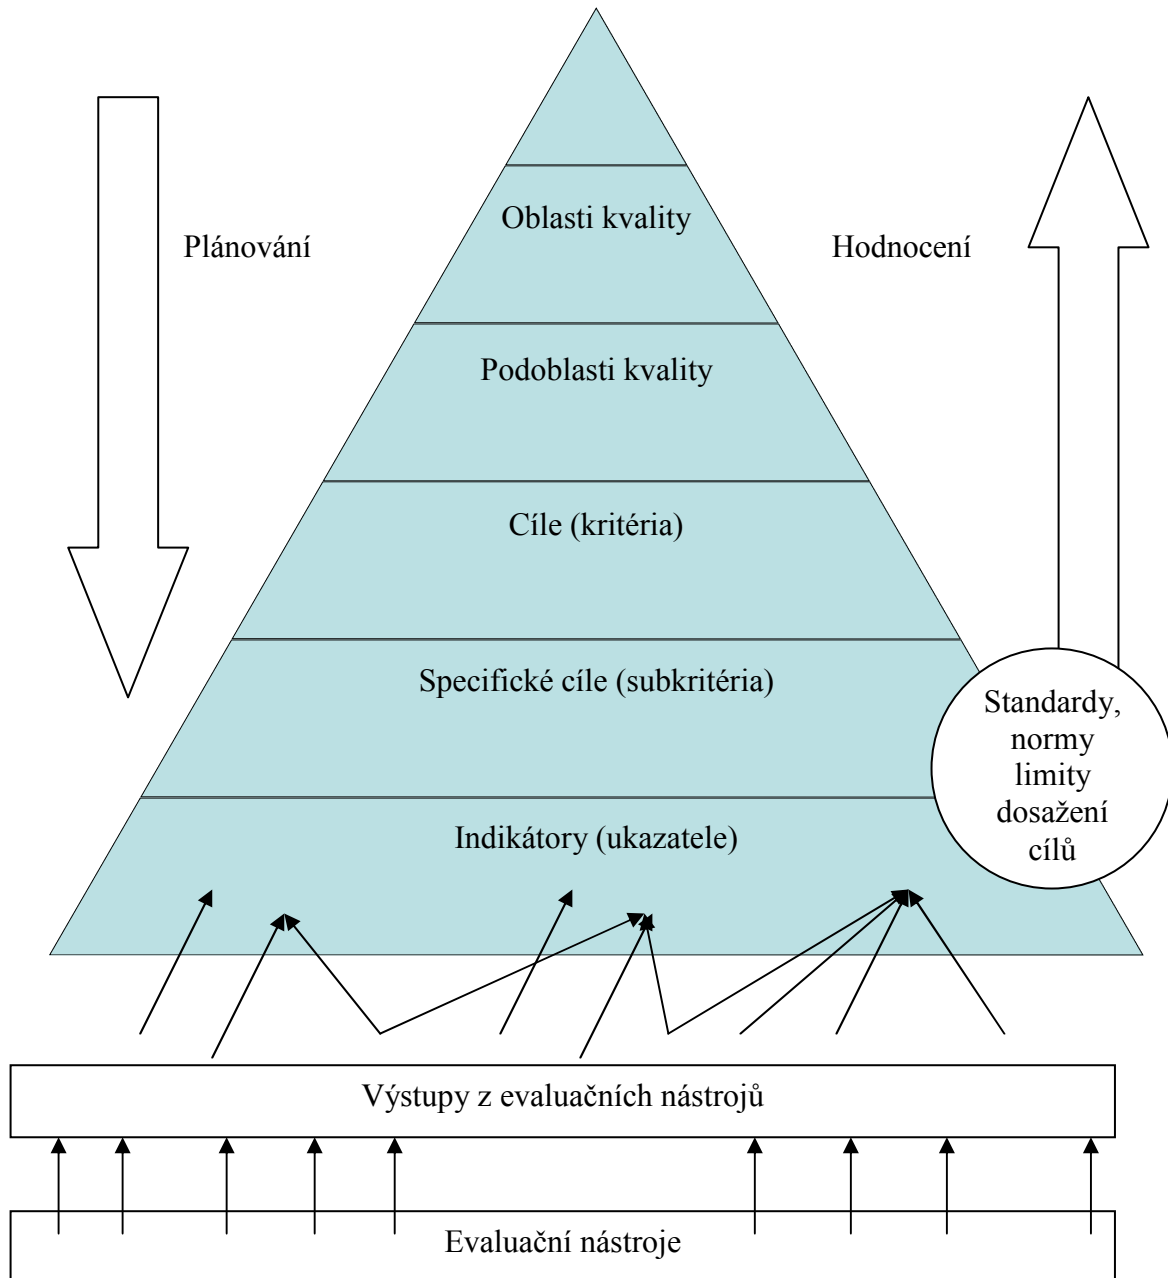 Oblasti kvality
Plánování
Hodnocení
Podoblasti kvality
Cíle (kritéria)
Specifické cíle (subkritéria)
Standardy,
normy
limity
dosažení
cílů
Indikátory (ukazatele)
Výstupy z evaluačních nástrojů
Evaluační nástroje